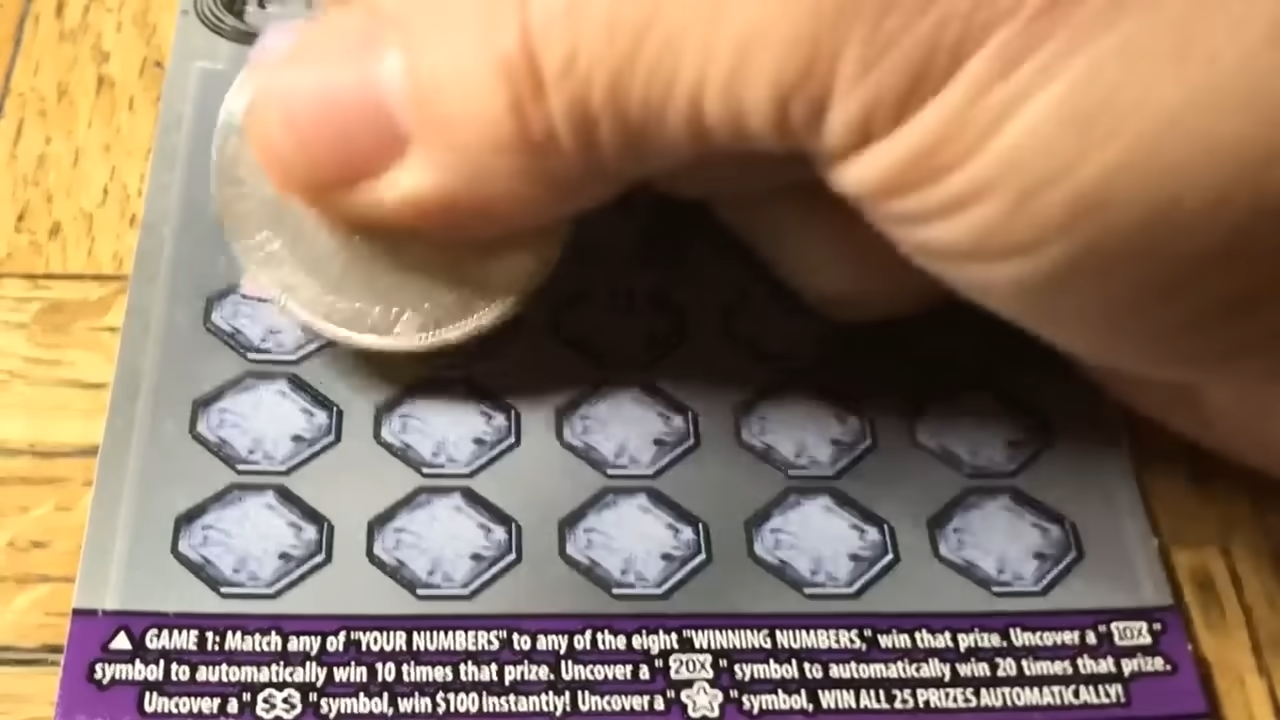 ▲ GAME 1: Match any of "YOUR NUMBERS" to any of the eight "WINNING NUMBERS," win that prize. Uncover a "10X"
symbol to automatically win 10 times that prize. Uncover a "20X" symbol to automatically win 20 times that prize.
Uncover a "$$" symbol, win $100 instantly! Uncover a "☆" symbol, WIN ALL 25 PRIZES AUTOMATICALLY!